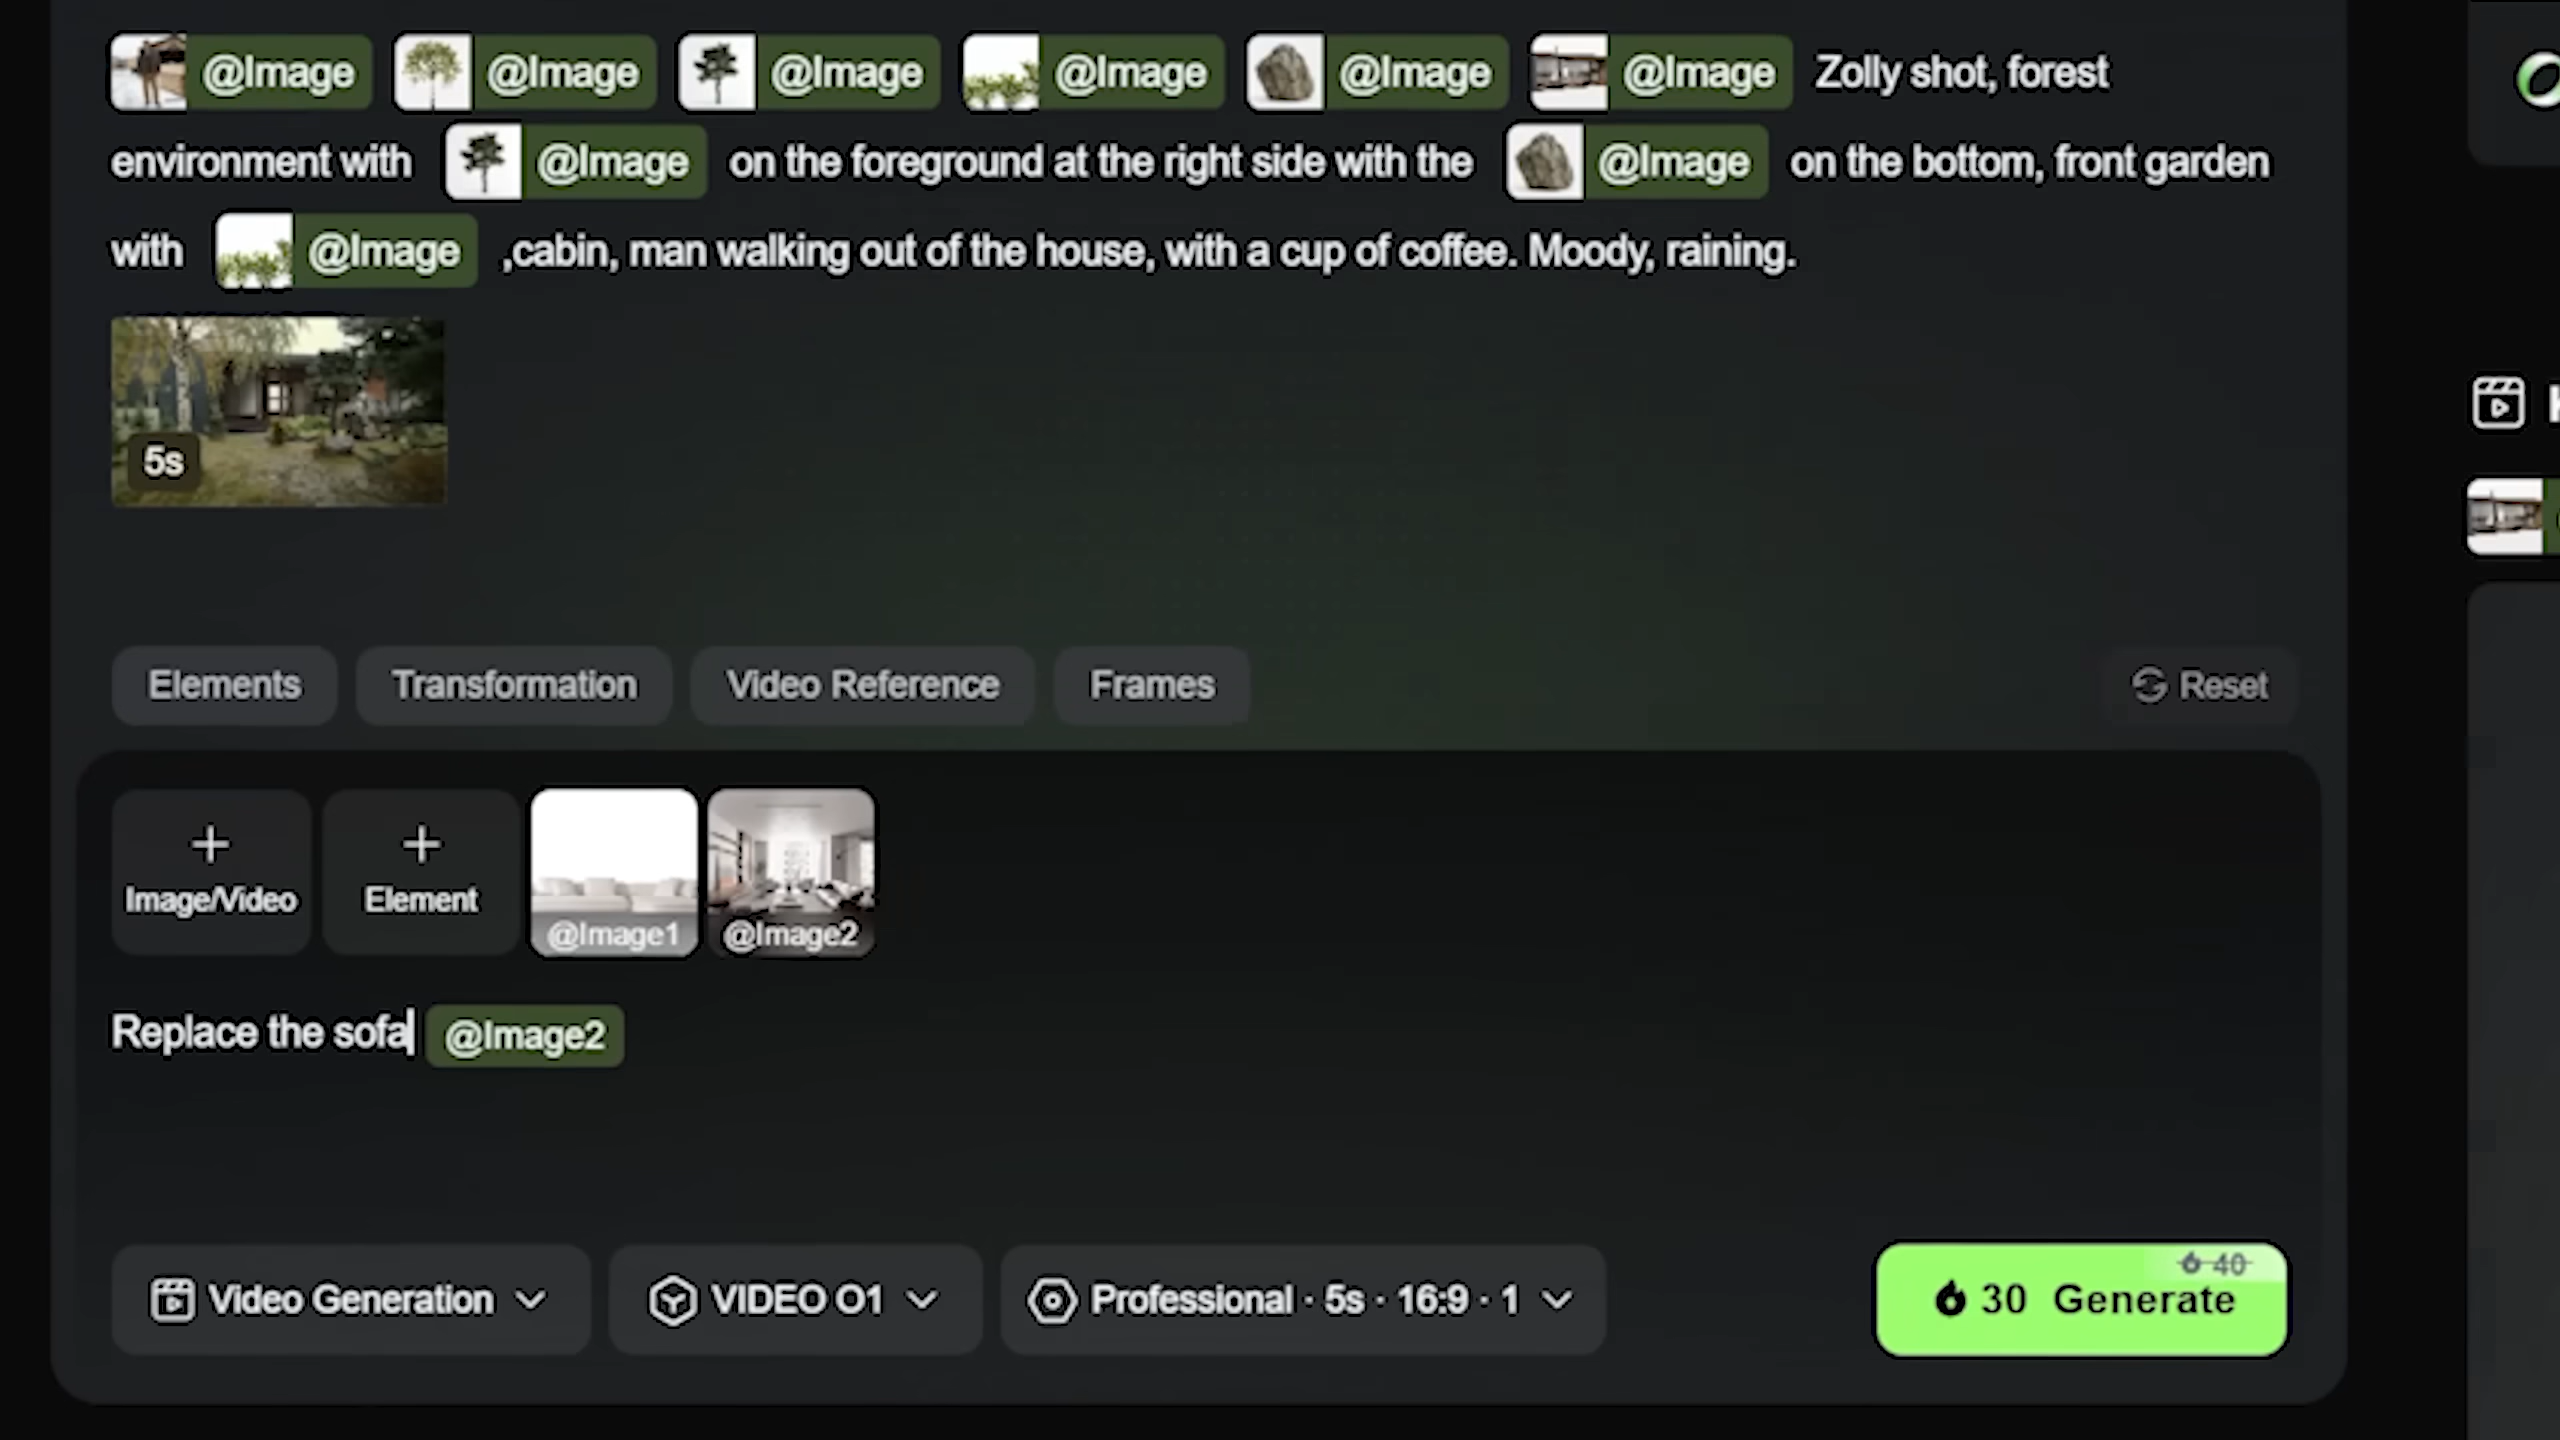 @Image @Image @Image @Image @Image @Image Zolly shot, forest
environment with @Image on the foreground at the right side with the @Image on the bottom, front garden
with @Image ,cabin, man walking out of the house, with a cup of coffee. Moody, raining.
5s
Elements Transformation Video Reference Frames Reset
Image/Video Element @Image1 @Image2
Replace the sofa @Image2
Video Generation VIDEO O1 Professional · 5s · 16:9 · 1 30 Generate 40